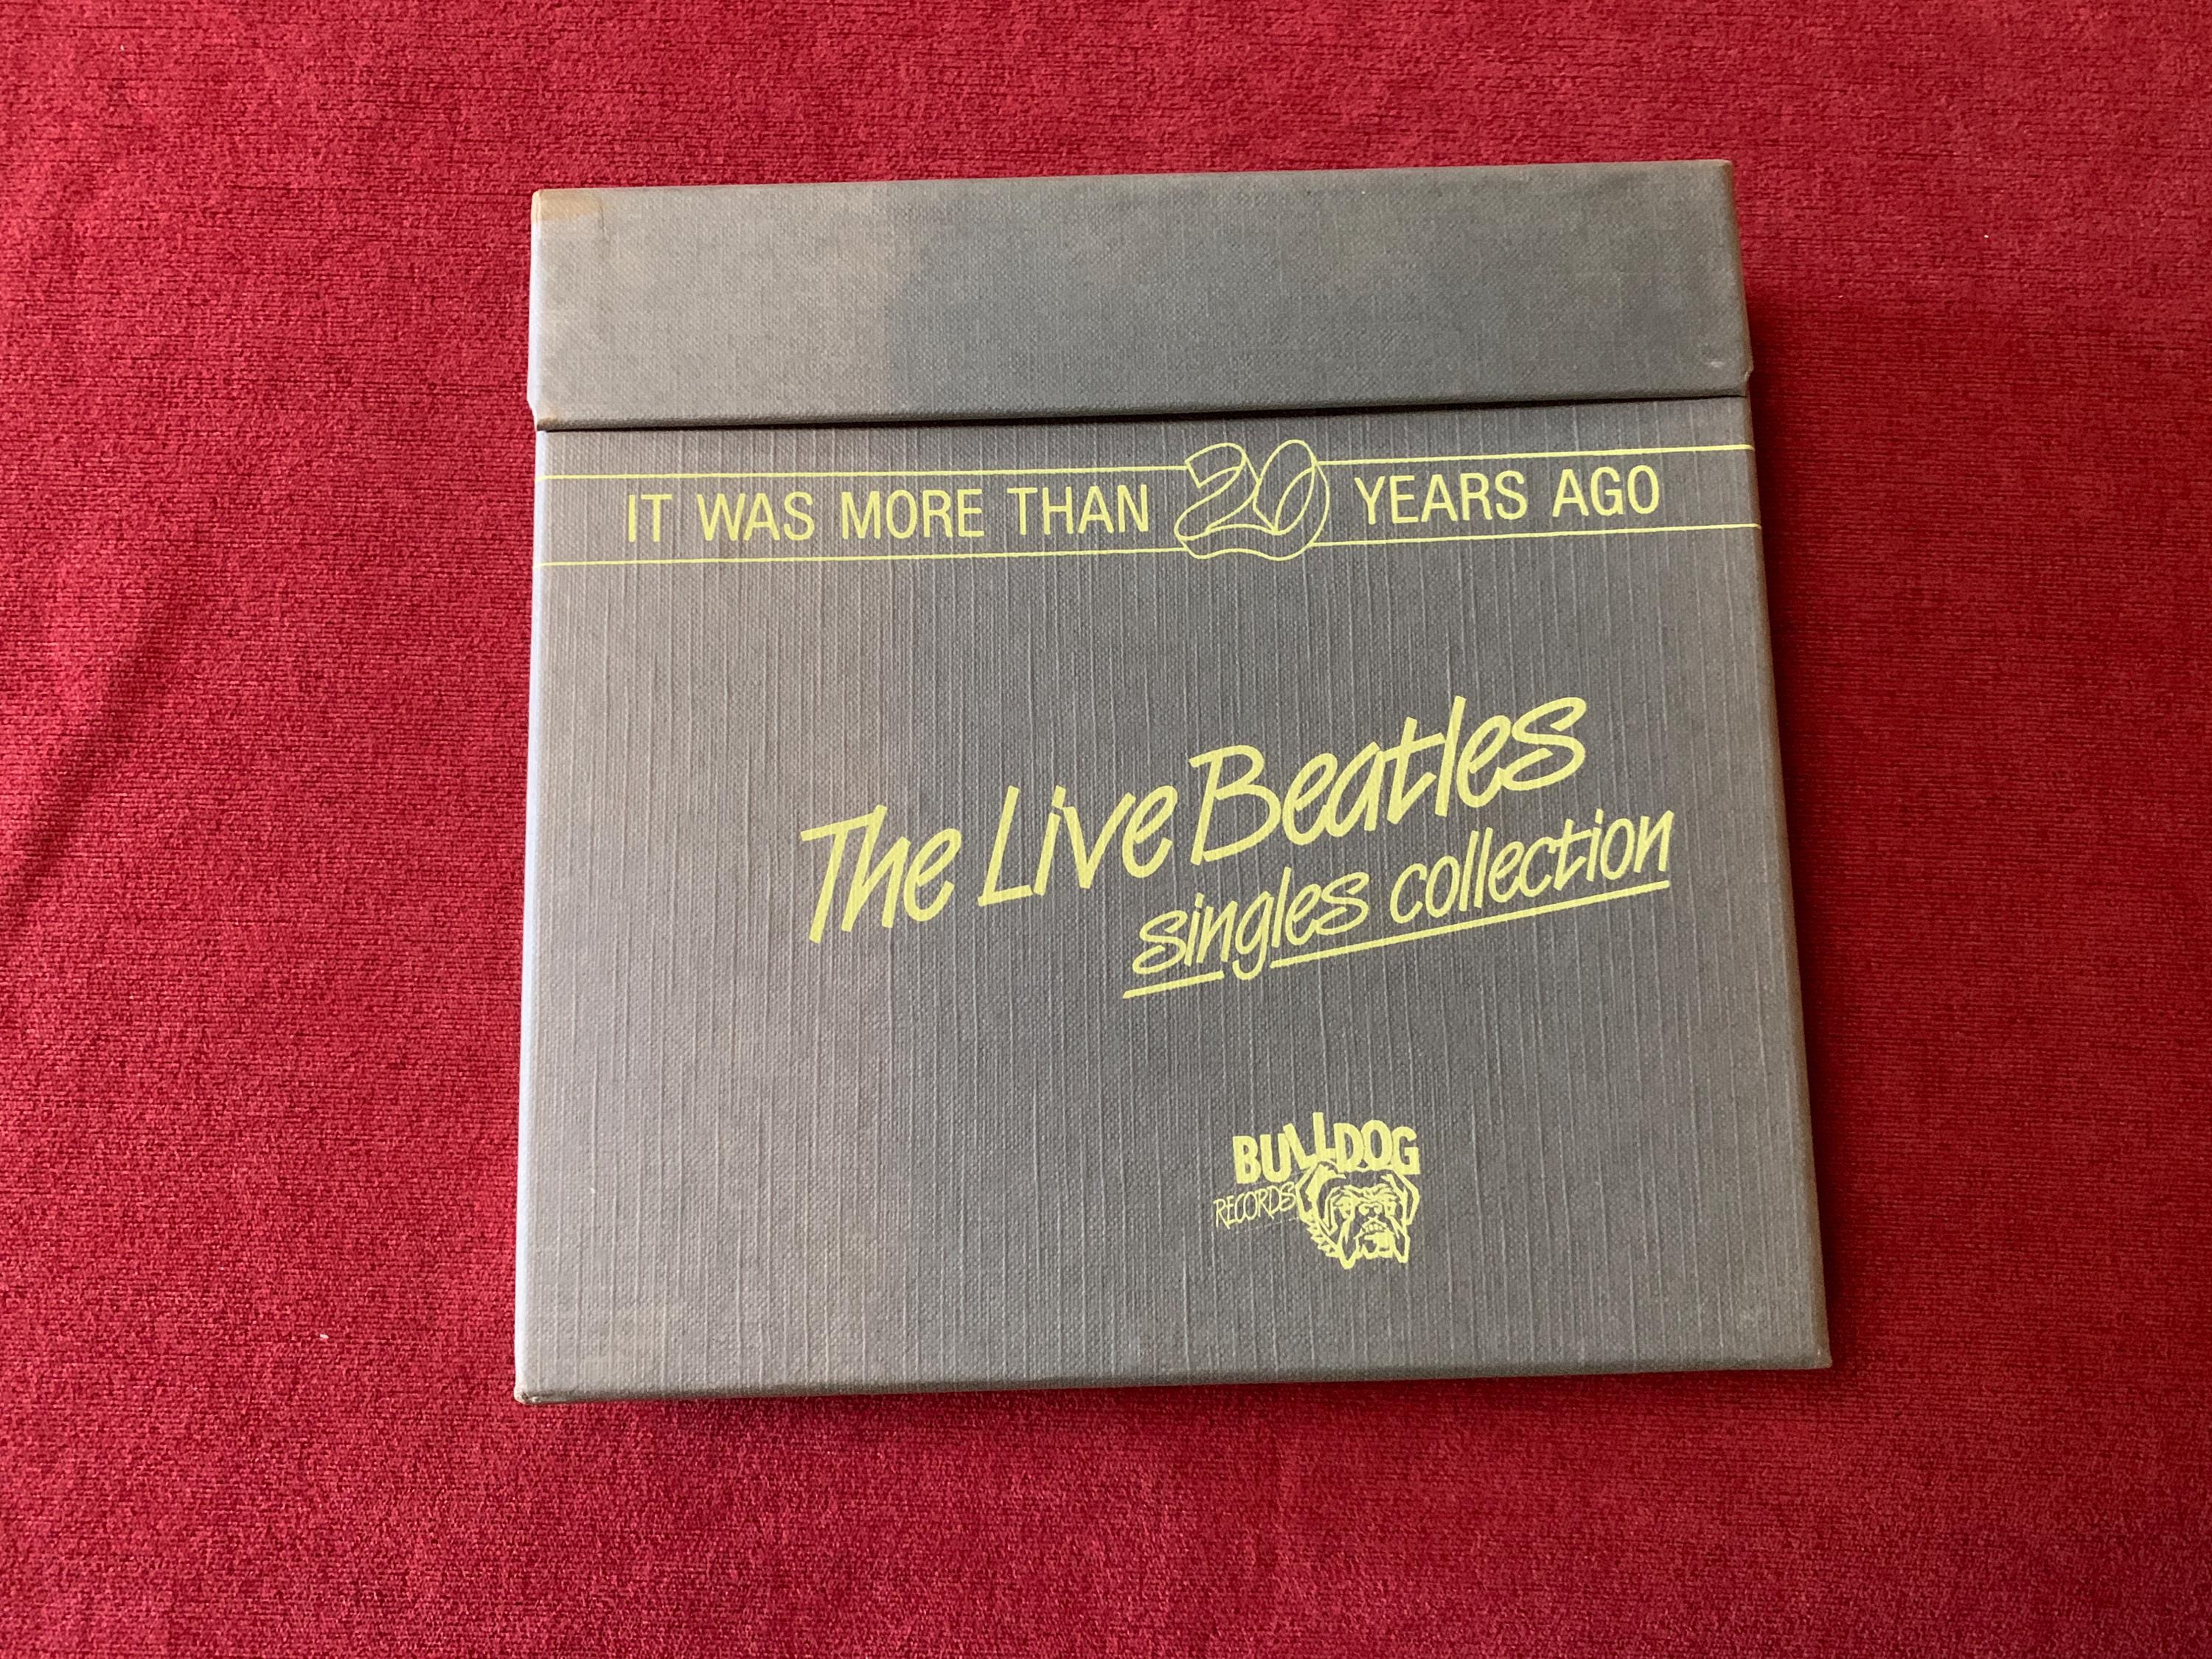 IT WAS MORE THAN 20 YEARS AGO
The Live Beatles
singles collection
BULLDOG
RECORDS